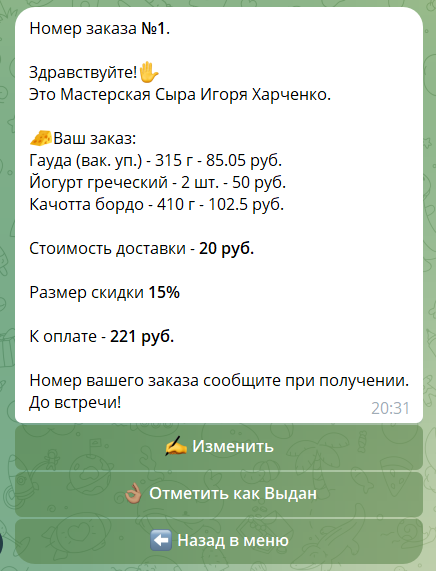 Номер заказа №1.
Здравствуйте!✋
Это Мастерская Сыра Игоря Харченко.
🧀Ваш заказ:
Гауда (вак. уп.) - 315 г - 85.05 руб.
Йогурт греческий - 2 шт. - 50 руб.
Качотта бордо - 410 г - 102.5 руб.
Стоимость доставки - 20 руб.
Размер скидки 15%
К оплате - 221 руб.
Номер вашего заказа сообщите при получении.
До встречи!
20:31
✍️ Изменить
👌🏽 Отметить как Выдан
⬅️ Назад в меню